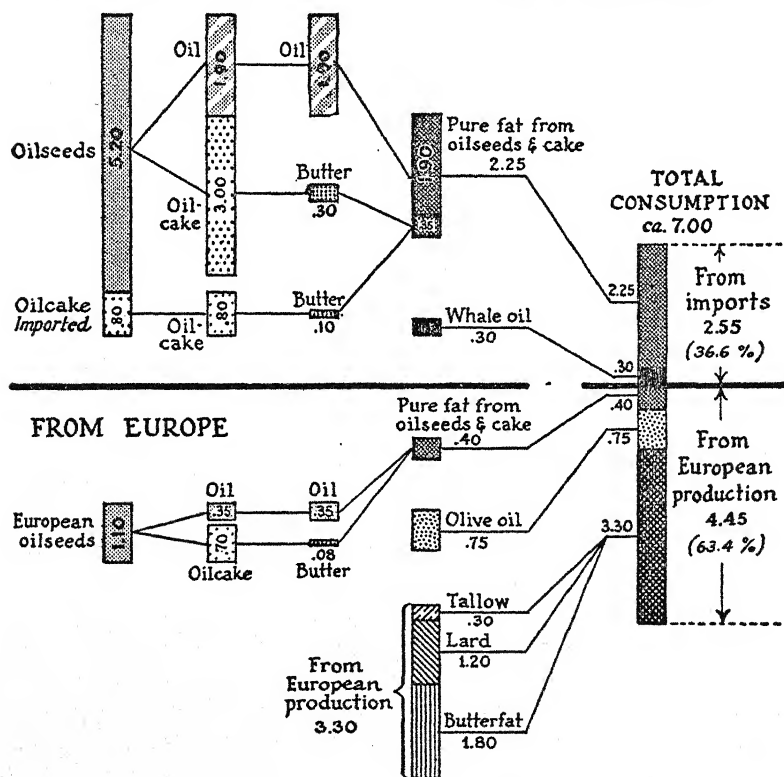 Oil
Oil
5.20
1.90
1.90
Oilseeds
1.90
Pure fat from
oilseeds & cake
2.25
TOTAL
CONSUMPTION
ca. 7.00
3.00
Oil-
cake
Butter
.30
.35
From
imports
2.55
(36.6 %)
2.25
Oilcake
Imported
.80
.80
Oil-
cake
Butter
.10
Whale oil
.30
.30
FROM EUROPE
Pure fat from
oilseeds & cake
.40
.40
.75
From
European
production
4.45
(63.4 %)
Oil
Oil
.35
.35
European
oilseeds
1.10
.70
Oilcake
.08
Butter
Olive oil
.75
3.30
Tallow
.30
Lard
1.20
From
European
production
3.30
Butterfat
1.80